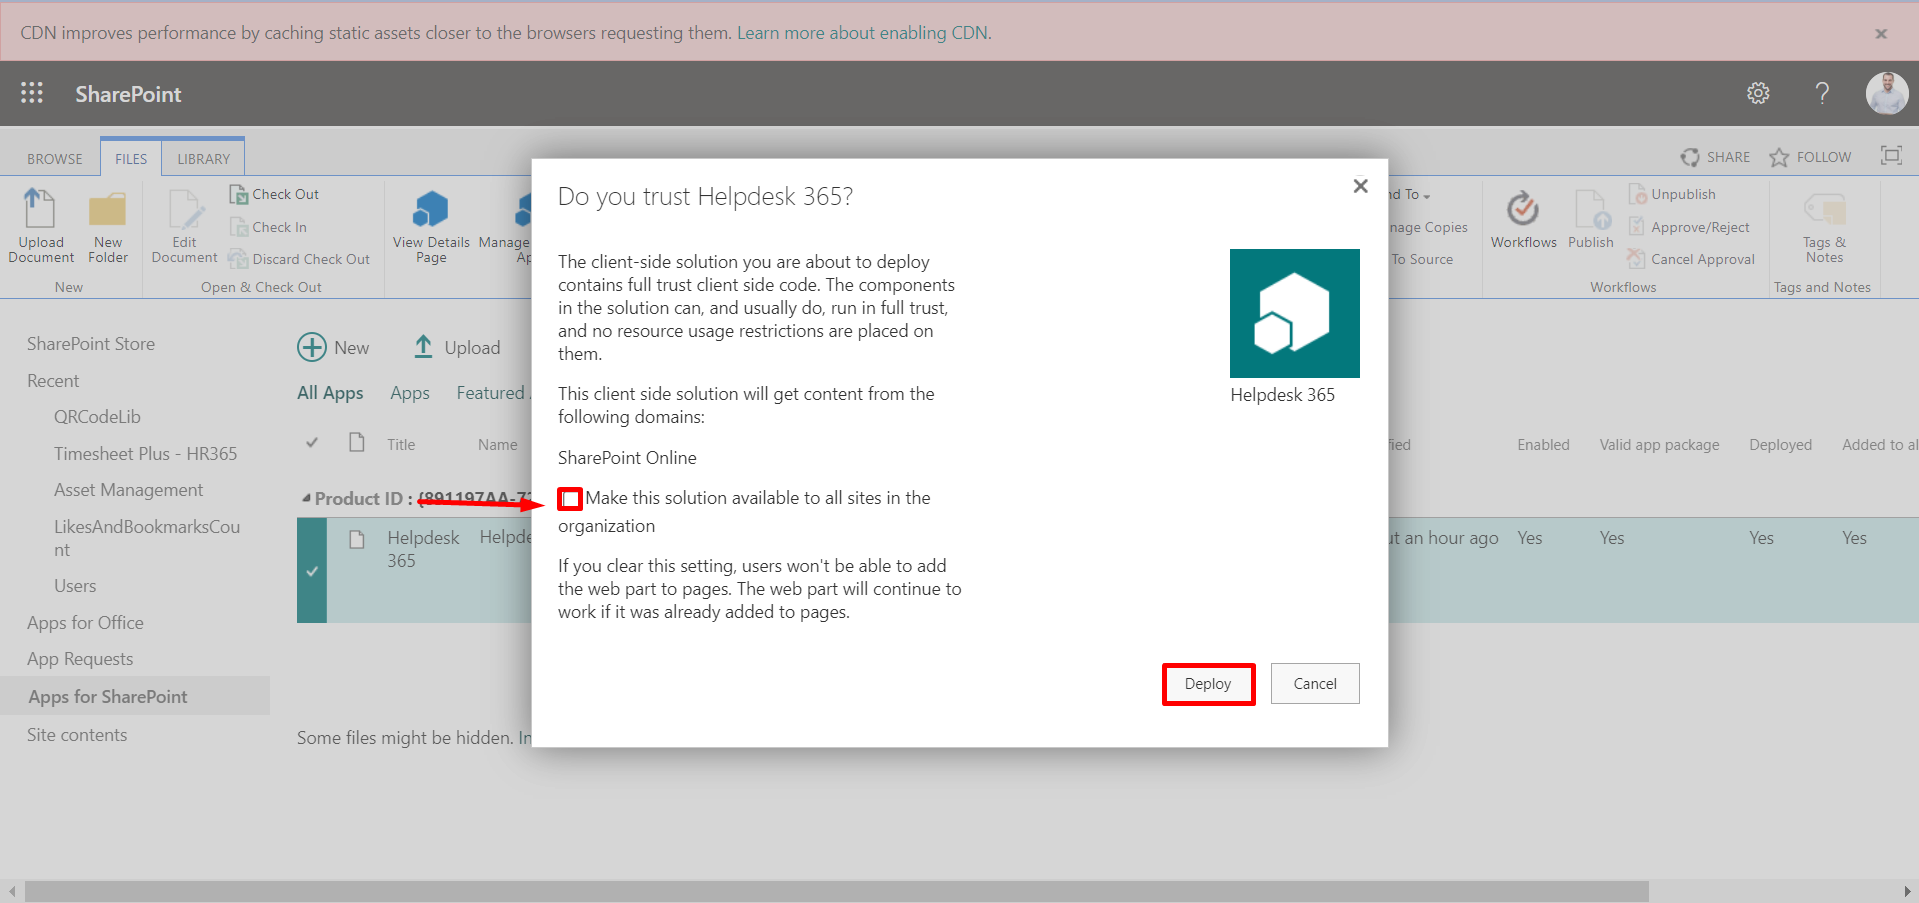 CDN improves performance by caching static assets closer to the browsers requesting them. Learn more about enabling CDN.
SharePoint
BROWSE
FILES
LIBRARY
SHARE
FOLLOW
Upload
Document
New
Folder
New
Edit
Document
Check Out
Check In
Discard Check Out
Open & Check Out
View Details
Page
Manage
To
Copies
To Source
Workflows
Publish
Unpublish
Approve/Reject
Cancel Approval
Workflows
Tags &
Notes
Tags and Notes
SharePoint Store
Recent
QRCodeLib
Timesheet Plus - HR365
Asset Management
LikesAndBookmarksCou
nt
Users
Apps for Office
App Requests
Apps for SharePoint
Site contents
New
Upload
All Apps
Apps
Featured
Title
Name
Enabled
Valid app package
Deployed
Added to al
Product ID :
Helpdesk
365
an hour ago
Yes
Yes
Yes
Yes
Some files might be hidden.
Do you trust Helpdesk 365?
The client-side solution you are about to deploy
contains full trust client side code. The components
in the solution can, and usually do, run in full trust,
and no resource usage restrictions are placed on
them.
This client side solution will get content from the
following domains:
SharePoint Online
Make this solution available to all sites in the
organization
If you clear this setting, users won't be able to add
the web part to pages. The web part will continue to
work if it was already added to pages.
Helpdesk 365
Deploy
Cancel